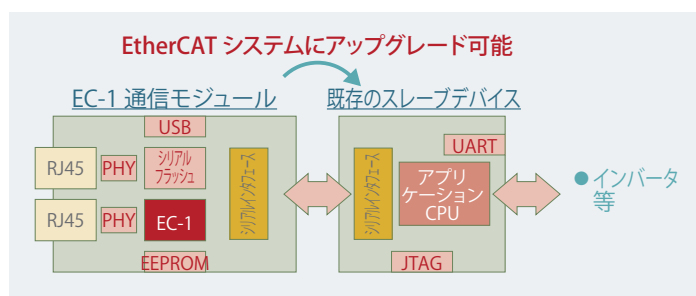 EtherCAT システムにアップグレード可能
EC-1 通信モジュール
既存のスレーブデバイス
USB
RJ45
PHY
シリアル
フラッシュ
シリアルインタフェース
RJ45
PHY
EC-1
EEPROM
シリアルインタフェース
UART
アプリ
ケーション
CPU
JTAG
●インバータ
等